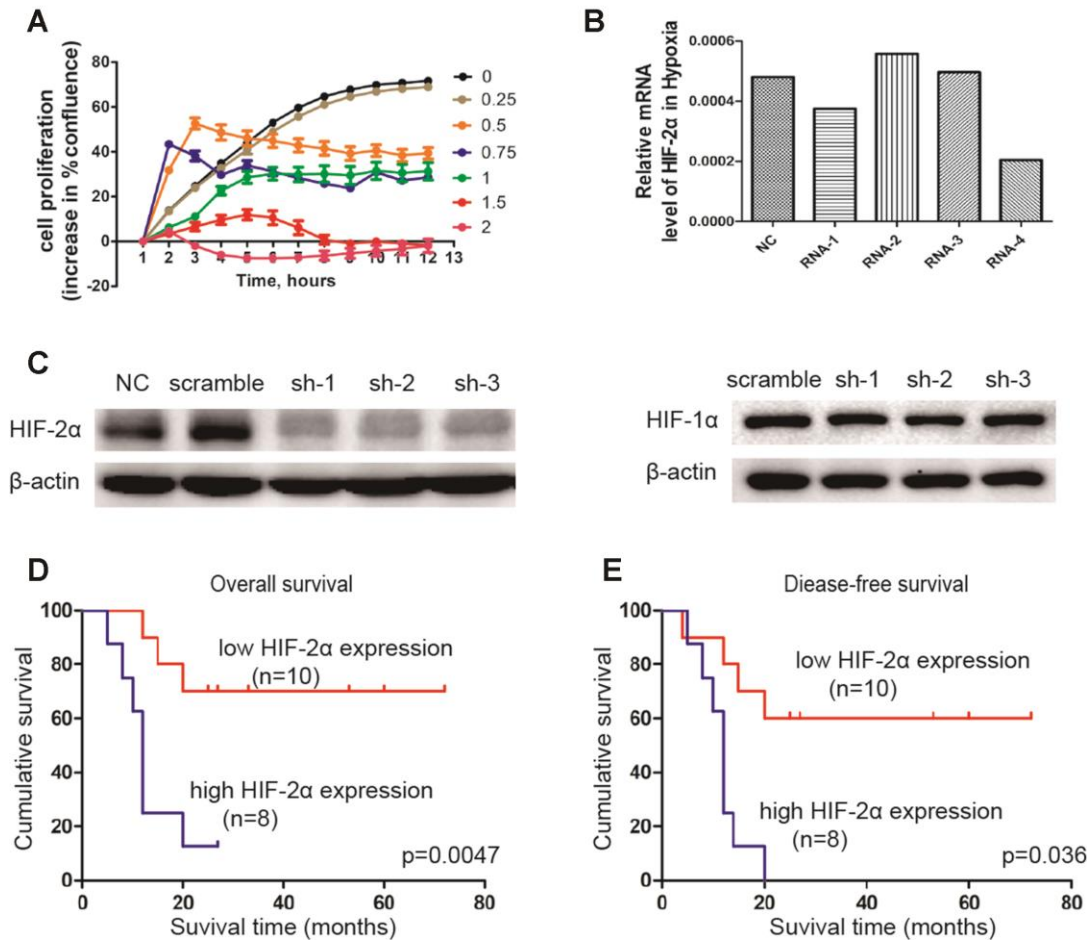 A
cell proliferation
(increase in % confluence)
80
60
40
20
0
-20
1 2 3 4 5 6 7 8 9 10 11 12 13
Time, hours
0
0.25
0.5
0.75
1
1.5
2
B
Relative mRNA
level of HIF-2α in Hypoxia
0.0006
0.0004
0.0002
0.0000
NC RNA-1 RNA-2 RNA-3 RNA-4
C
NC scramble sh-1 sh-2 sh-3
HIF-2α
β-actin
scramble sh-1 sh-2 sh-3
HIF-1α
β-actin
D
Overall survival
Cumulative survival
100
80
60
40
20
0
low HIF-2α expression
(n=10)
high HIF-2α expression
(n=8)
p=0.0047
0 20 40 60 80
Suvival time (months)
E
Diease-free survival
Cumulative survival
100
80
60
40
20
0
low HIF-2α expression
(n=10)
high HIF-2α expression
(n=8)
p=0.036
0 20 40 60 80
Suvival time (months)